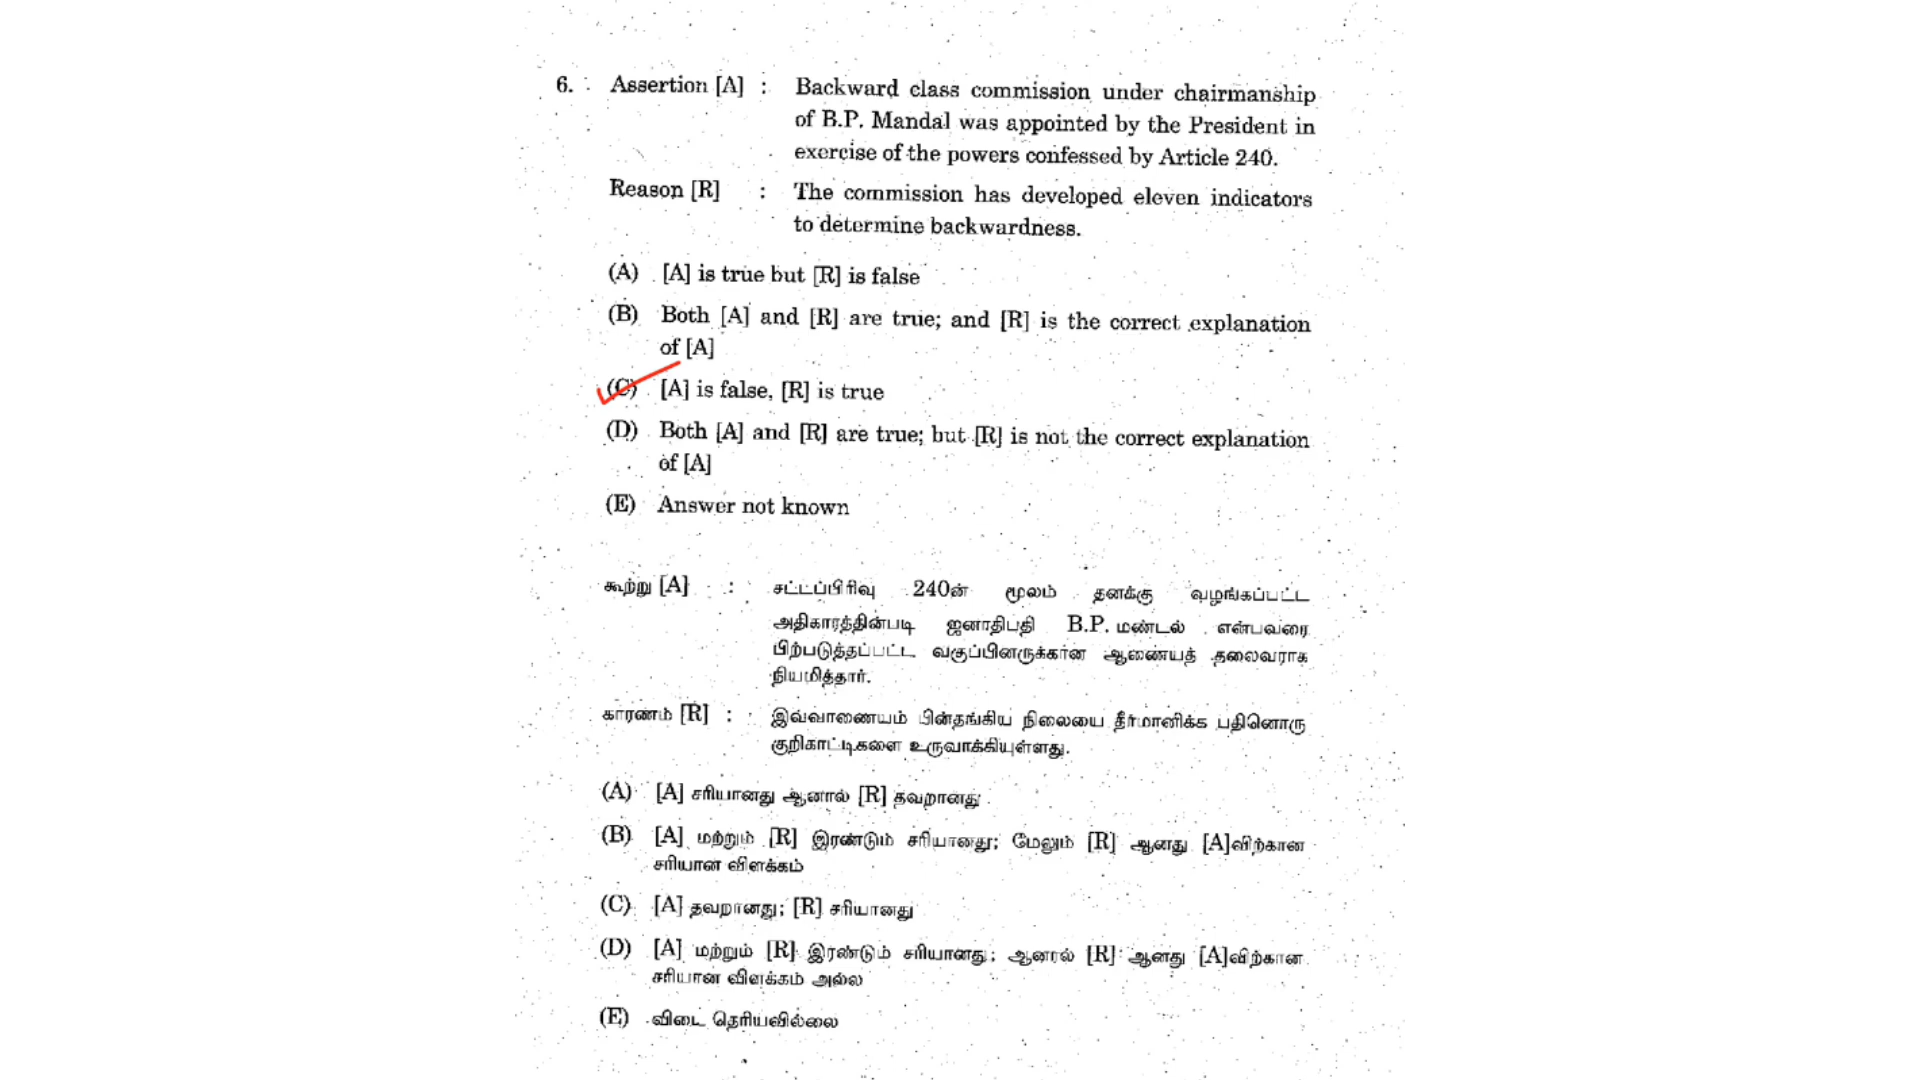 6. Assertion [A] : Backward class commission under chairmanship
of B.P. Mandal was appointed by the President in
exercise of the powers confessed by Article 240.
Reason [R] : The commission has developed eleven indicators
to determine backwardness.
(A) [A] is true but [R] is false
(B) Both [A] and [R] are true; and [R] is the correct explanation
of [A]
(C) [A] is false, [R] is true
(D) Both [A] and [R] are true; but [R] is not the correct explanation
of [A]
(E) Answer not known
கூற்று [A] : சட்டப்பிரிவு 240ன் மூலம் தனக்கு வழங்கப்பட்ட
அதிகாரத்தின்படி ஜனாதிபதி B.P. மண்டல் என்பவரை
பிற்படுத்தப்பட்ட வகுப்பினருக்கான ஆணையத் தலைவராக
நியமித்தார்.
காரணம் [R] : இவ்வாணையம் பின்தங்கிய நிலையை தீர்மானிக்க பதினொரு
குறிகாட்டிகளை உருவாக்கியுள்ளது.
(A) [A] சரியானது ஆனால் [R] தவறானது
(B) [A] மற்றும் [R] இரண்டும் சரியானது; மேலும் [R] ஆனது [A]விற்கான
சரியான விளக்கம்
(C) [A] தவறானது; [R] சரியானது
(D) [A] மற்றும் [R] இரண்டும் சரியானது; ஆனால் [R] ஆனது [A]விற்கான
சரியான விளக்கம் அல்ல
(E) விடை தெரியவில்லை